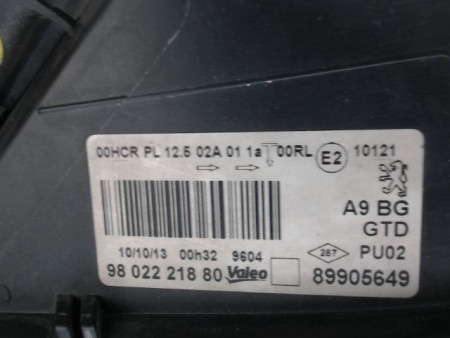 00HCR PL 12.5 02A 01 1a 00RL E2 10121
A9 BG
GTD
10/10/13 00h32 9604 267 PU02
98 022 218 80 Valeo 89905649